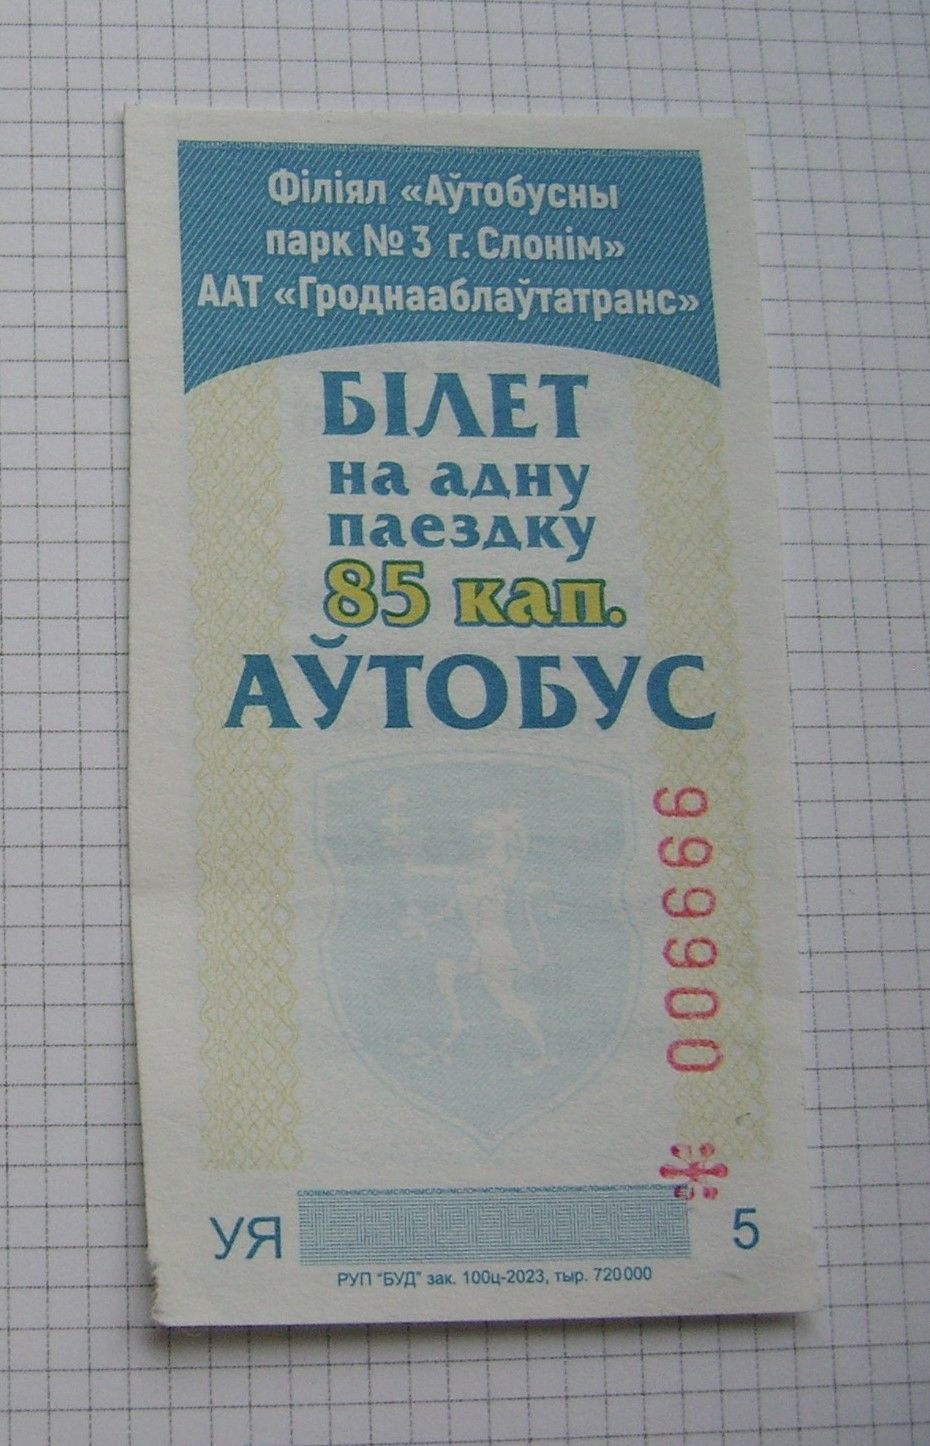 Філіял «Аўтобусны
парк № 3 г. Слонім»
ААТ «Гроднааблаўтатранс»
БІЛЕТ
на адну
паездку
85 кап.
АЎТОБУС
УЯ
5
РУП "БУД" зак. 100ц-2023, тыр. 720000